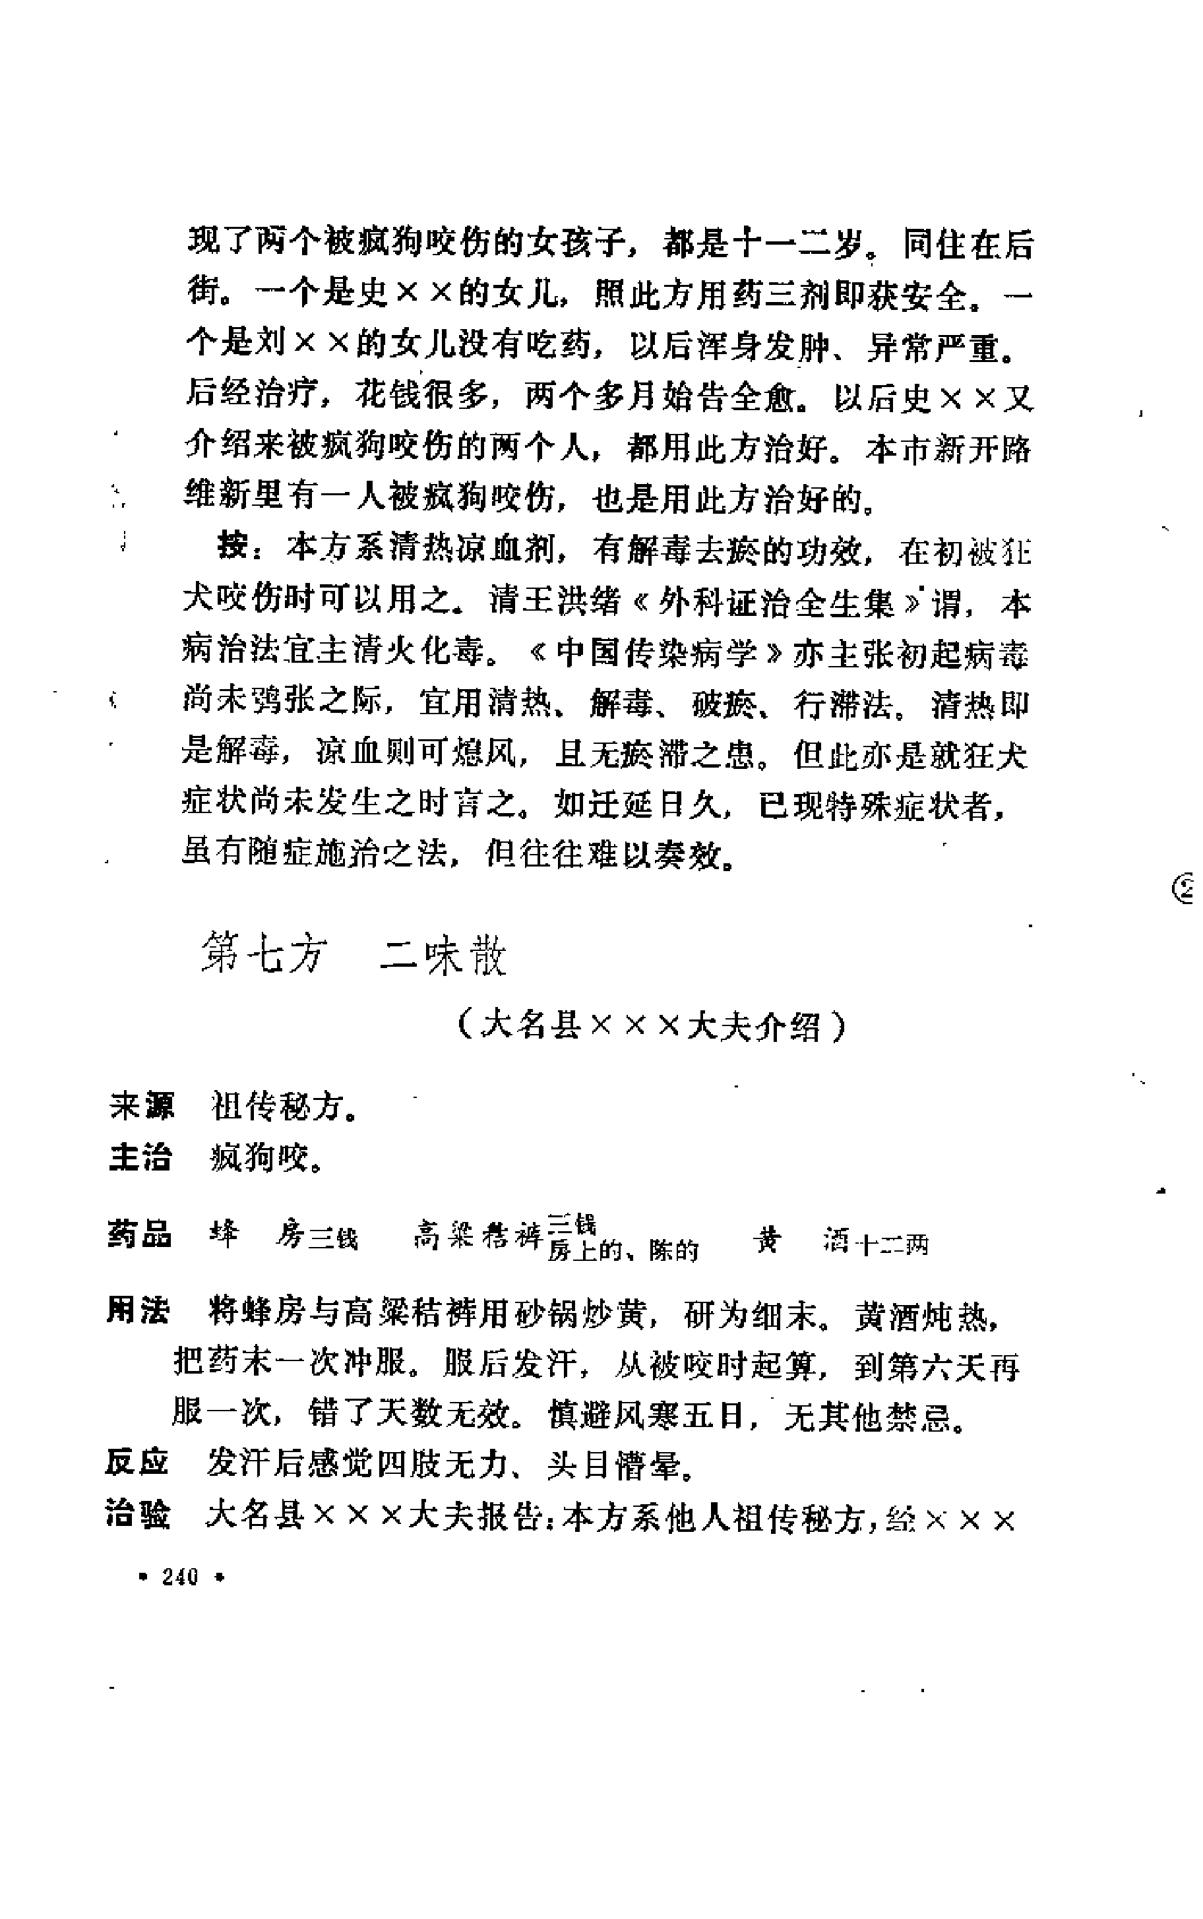 现了两个被疯狗咬伤的女孩子，都是十一二岁。同住在后
街。一个是史××的女儿，照此方用药三剂即获安全。一
个是刘××的女儿没有吃药，以后浑身发肿、异常严重。
后经治疗，花钱很多，两个多月始告全愈。以后史××又
介绍来被疯狗咬伤的两个人，都用此方治好。本市新开路
维新里有一人被疯狗咬伤，也是用此方治好的。
按：本方系清热凉血剂，有解毒去瘀的功效，在初被狂
犬咬伤时可以用之。清王洪绪《外科证治全生集》谓，本
病治法宜主清火化毒。《中国传染病学》亦主张初起病毒
尚未鸮张之际，宜用清热、解毒、破瘀、行滞法。清热即
是解毒，凉血则可熄风，且无瘀滞之患。但此亦是就狂犬
症状尚未发生之时言之。如迁延日久，已现特殊症状者，
虽有随症施治之法，但往往难以奏效。
②
第七方 二味散
（大名县×××大夫介绍）
来源 祖传秘方。
主治 疯狗咬。
药品 蜂 房三钱 高梁秸裤三钱房上的、陈的 黄 酒十二两
用法 将蜂房与高粱秸裤用砂锅炒黄，研为细末。黄酒炖热，
把药末一次冲服。服后发汗，从被咬时起算，到第六天再
服一次，错了天数无效。慎避风寒五日，无其他禁忌。
反应 发汗后感觉四肢无力、头目懵晕。
治验 大名县×××大夫报告：本方系他人祖传秘方，经×××
• 240 •